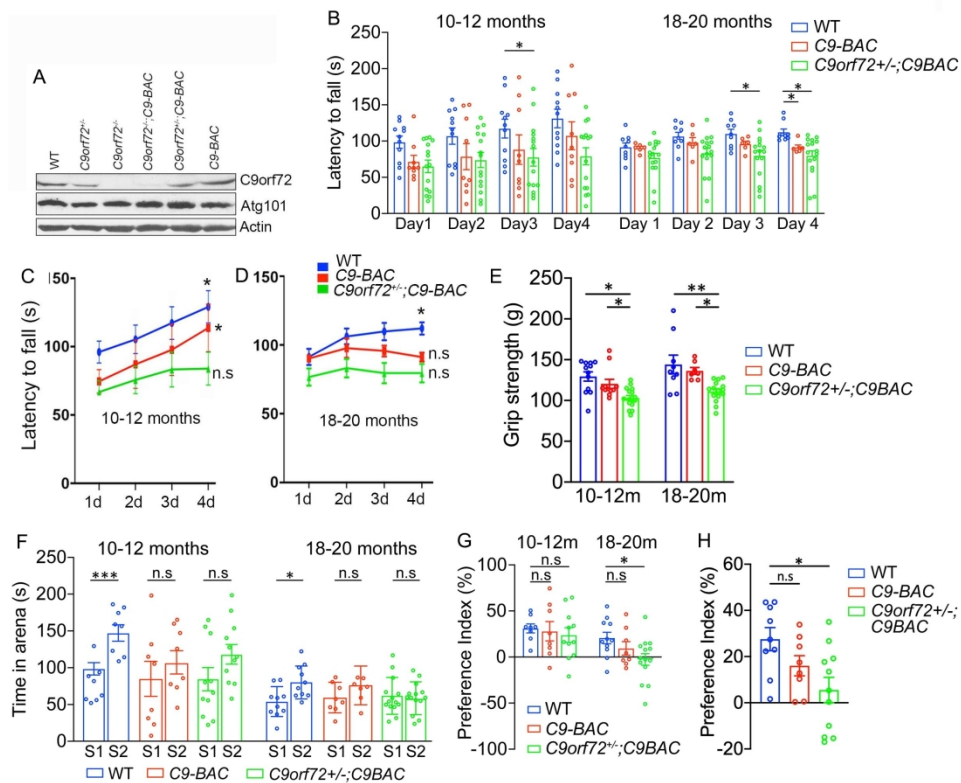 A
WT
C9orf72+/-
C9orf72-/-
C9orf72-/-;C9-BAC
C9orf72+/-;C9-BAC
C9-BAC
C9orf72
Atg101
Actin
B
10-12 months
18-20 months
WT
C9-BAC
C9orf72+/-;C9BAC
Latency to fall (s)
250
200
150
100
50
0
*
*
*
*
Day1
Day2
Day3
Day4
Day 1
Day 2
Day 3
Day 4
C
Latency to fall (s)
150
100
50
*
*
n.s
10-12 months
1d
2d
3d
4d
D
WT
C9-BAC
C9orf72+/-;C9-BAC
150
100
50
*
n.s
18-20 months
1d
2d
3d
4d
E
Grip strength (g)
250
200
150
100
50
0
*
*
**
*
WT
C9-BAC
C9orf72+/-;C9BAC
10-12m
18-20m
F
10-12 months
18-20 months
Time in arena (s)
250
200
150
100
50
0
***
n.s
n.s
*
n.s
n.s
S1 S2 S1 S2 S1 S2 S1 S2 S1 S2 S1 S2
WT
C9-BAC
C9orf72+/-;C9BAC
G
10-12m
18-20m
Preference Index (%)
100
50
0
-50
-100
n.s
n.s
*
n.s
WT
C9-BAC
C9orf72+/-;C9BAC
H
Preference Index (%)
60
40
20
0
-20
*
n.s
WT
C9-BAC
C9orf72+/-;
C9BAC